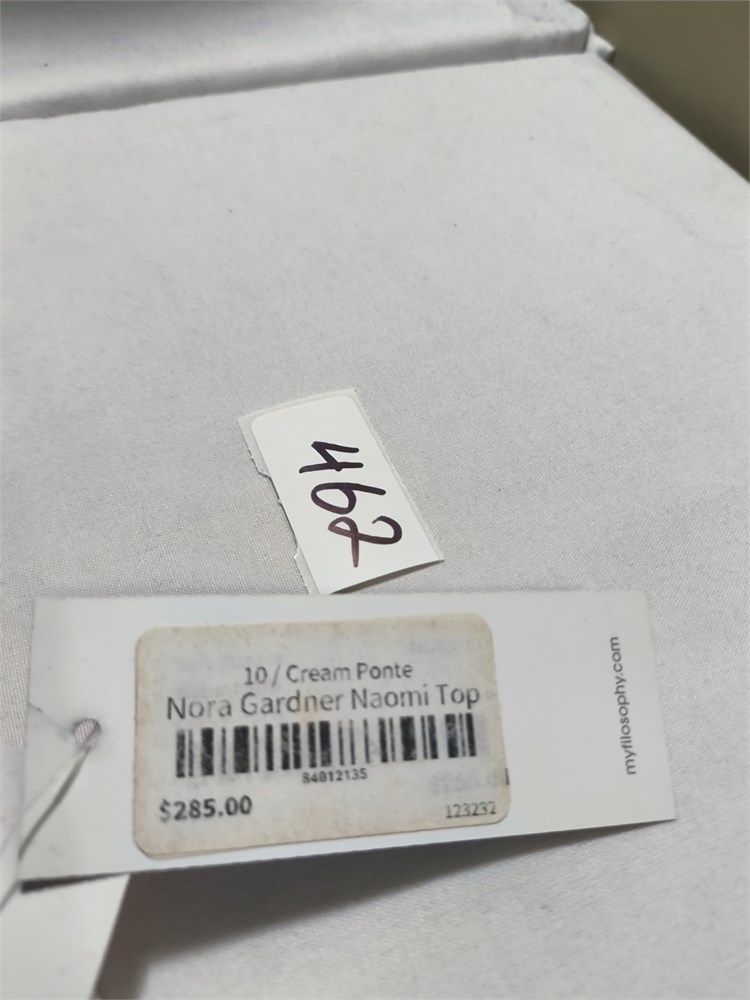 462
10 / Cream Ponte
Nora Gardner Naomi Top
84812135
$285.00
123232
myfilosophy.com